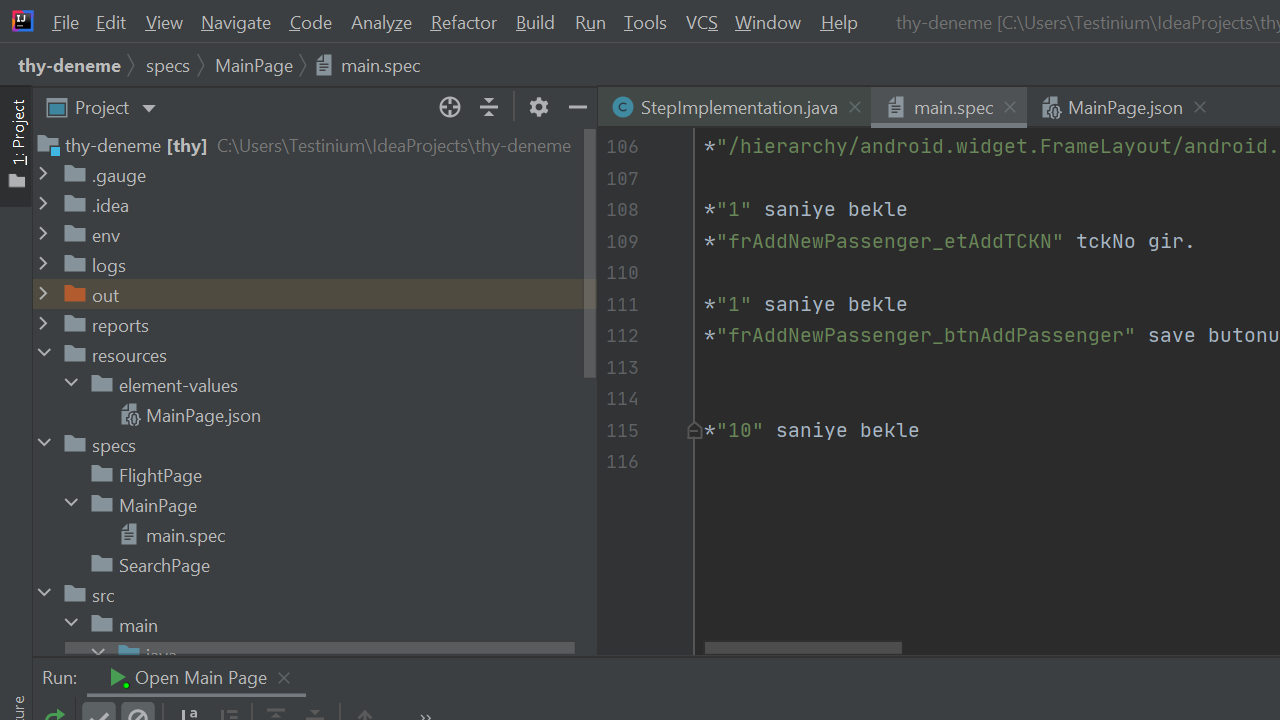 File Edit View Navigate Code Analyze Refactor Build Run Tools VCS Window Help thy-deneme [C:\Users\Testinium\IdeaProjects\thy
thy-deneme specs MainPage main.spec
1: Project
Project
StepImplementation.java main.spec MainPage.json
thy-deneme [thy] C:\Users\Testinium\IdeaProjects\thy-deneme
.gauge
.idea
env
logs
out
reports
resources
element-values
MainPage.json
specs
FlightPage
MainPage
main.spec
SearchPage
src
main
java
106 *"/hierarchy/android.widget.FrameLayout/android.
107
108 *"1" saniye bekle
109 *"frAddNewPassenger_etAddTCKN" tckNo gir.
110
111 *"1" saniye bekle
112 *"frAddNewPassenger_btnAddPassenger" save butonu
113
114
115 *"10" saniye bekle
116
Run: Open Main Page